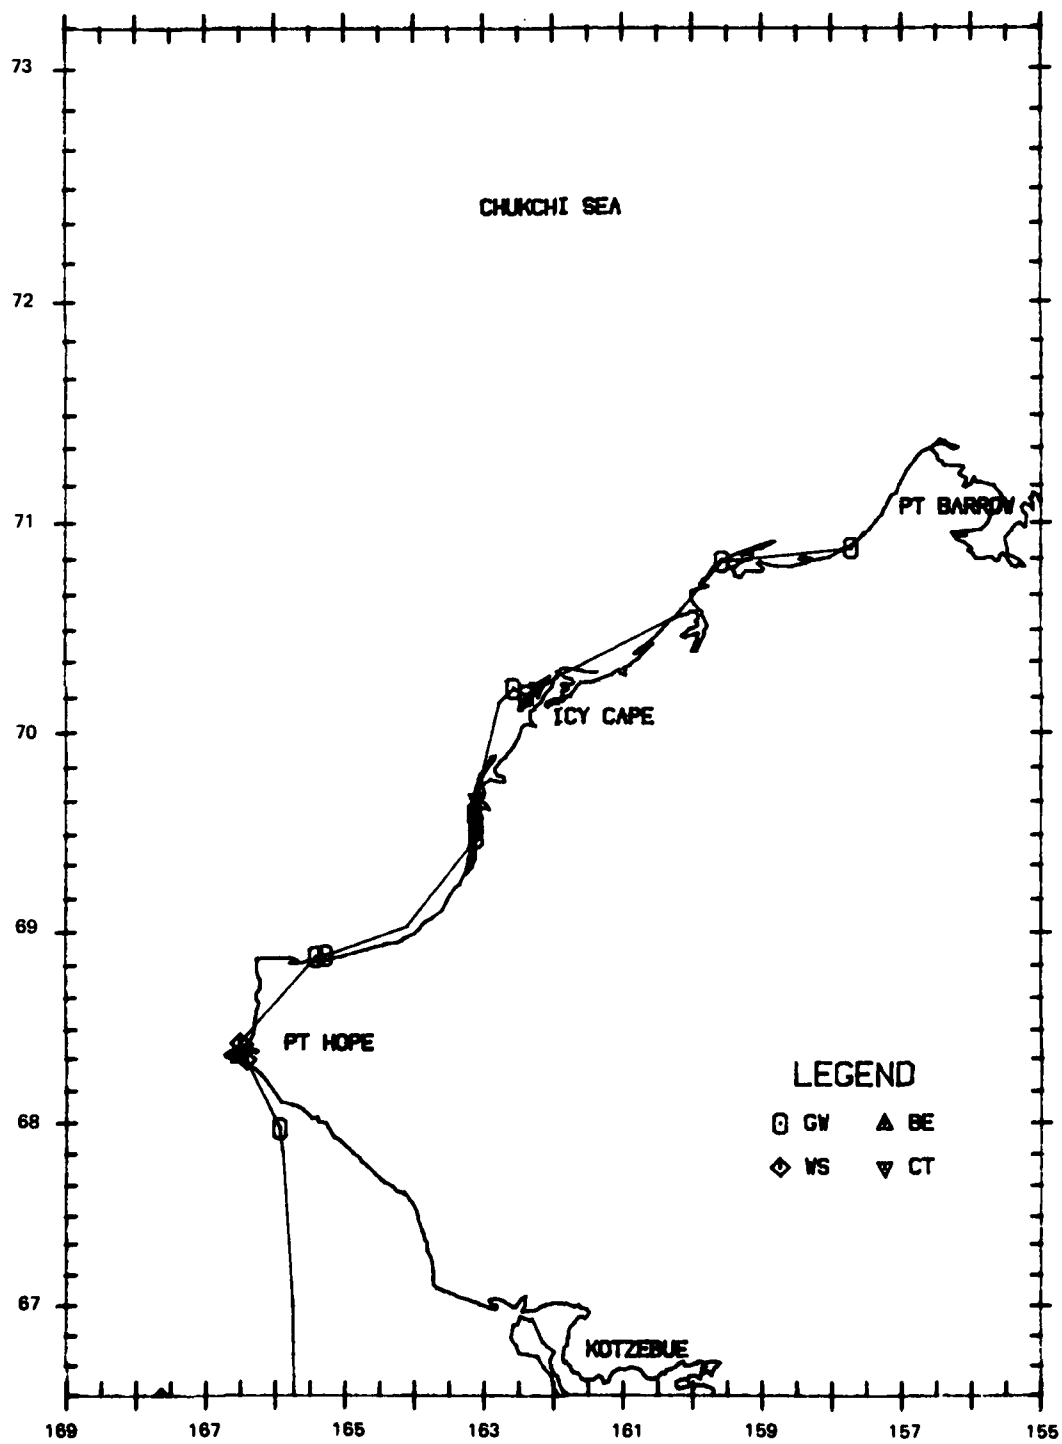 73
CHUKCHI SEA
72
71
PT BARROW
70
ICY CAPE
69
PT HOPE
LEGEND
68
GW BE
WS CT
67
KOTZEBUE
169 167 165 163 161 159 157 155